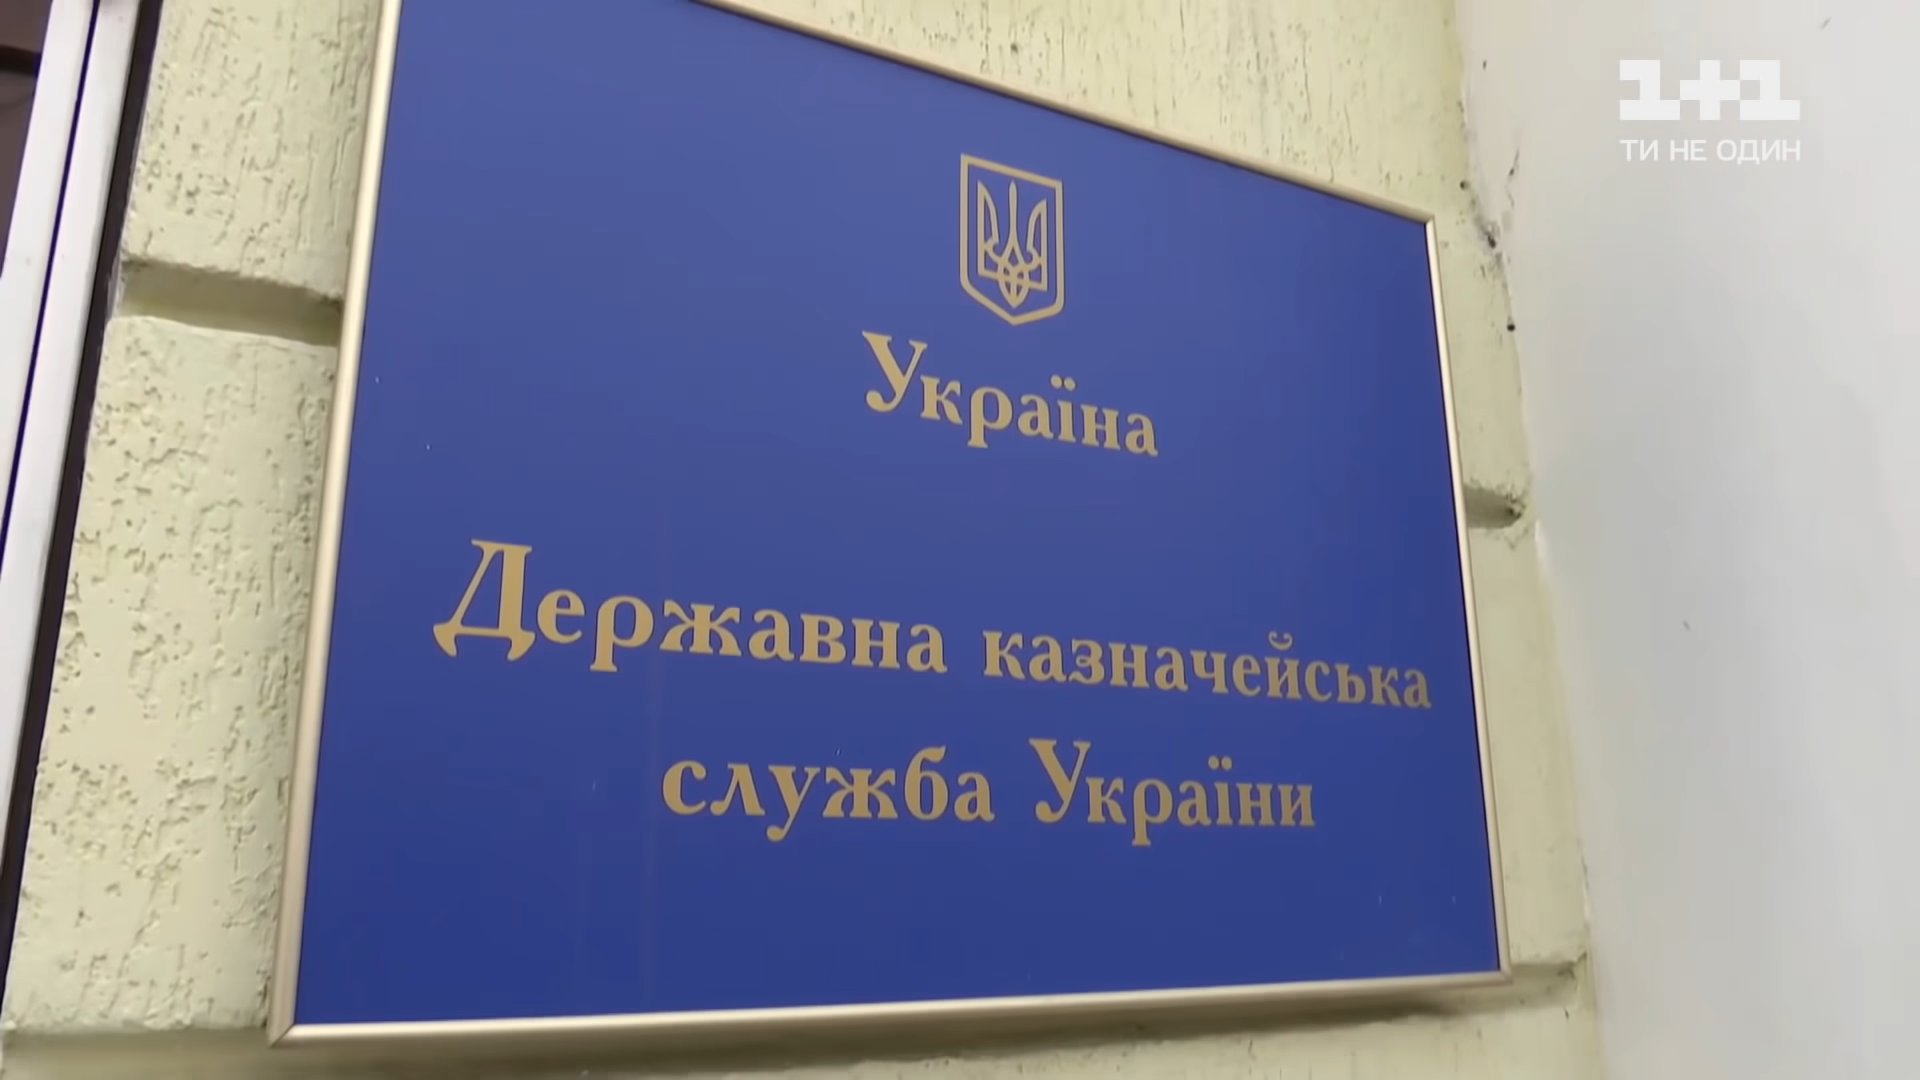 1+1
ТИ НЕ ОДИН
Україна
Державна казначейська
служба України